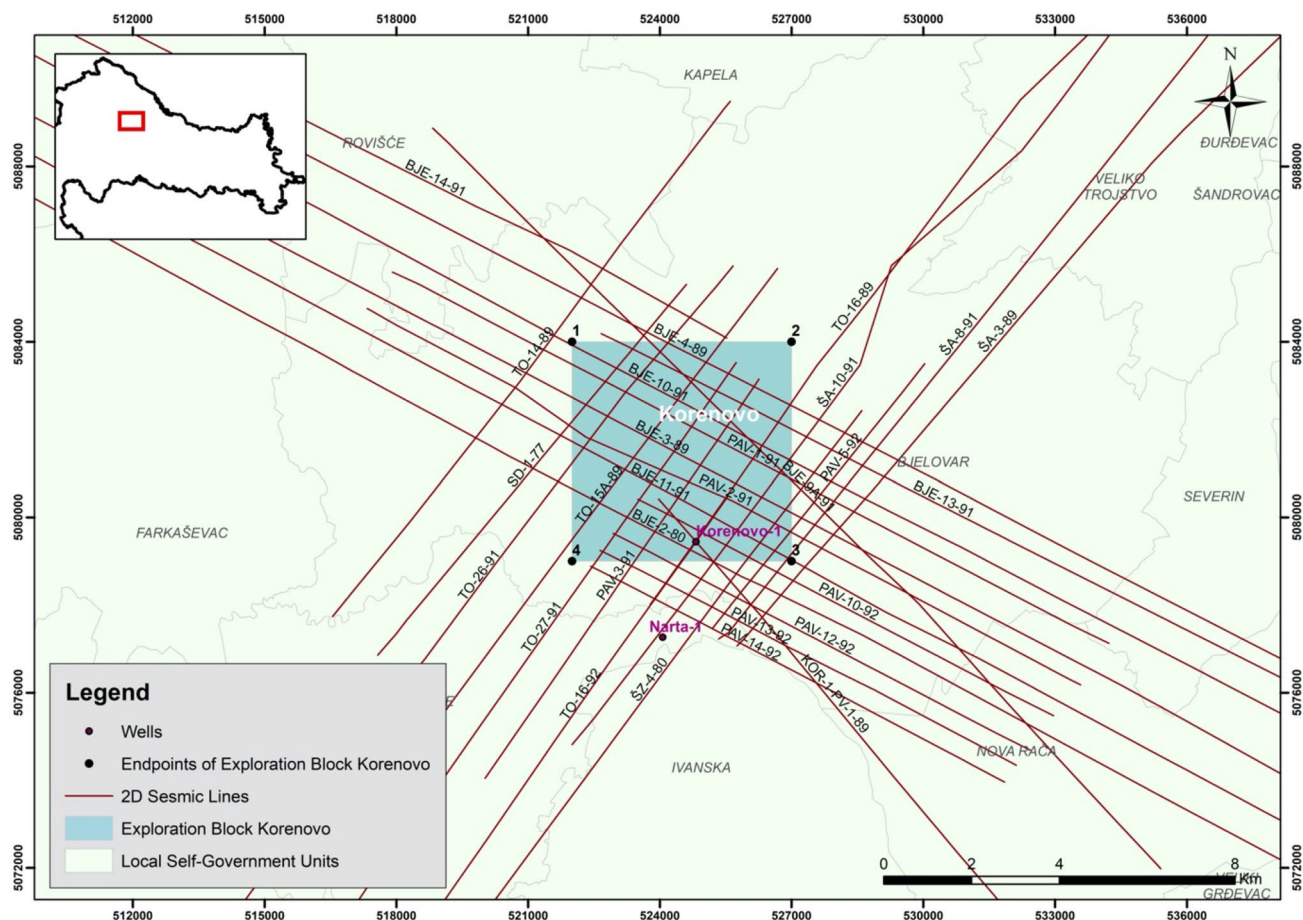 512000
515000
518000
521000
524000
527000
530000
533000
536000
N
KAPELA
ROVIŠĆE
ĐURĐEVAC
5088000
5088000
BJE-14-91
VELIKO
TROJSTVO
ŠANDROVAC
TO-16-89
5084000
5084000
1
2
BJE-4-89
TO-14-89
ŠA-8-91
ŠA-3-89
BJE-10-91
ŠA-10-91
Korenovo
BJE-3-89
PAV-1-91
PAV-5-92
BJELOVAR
SD-1-77
BJE-11-91
PAV-2-91
BJE-9A-91
BJE-13-91
SEVERIN
TO-15A-89
5080000
5080000
FARKAŠEVAC
BJE-2-80
Korenovo-1
4
3
TO-26-91
PAV-3-91
PAV-10-92
TO-27-91
Narta-1
PAV-13-92
PAV-12-92
PAV-14-92
TO-16-92
ŠZ-4-80
KOR-1 PV-1-89
5076000
5076000
E
NOVA RAČA
IVANSKA
Legend
Wells
Endpoints of Exploration Block Korenovo
2D Sesmic Lines
Exploration Block Korenovo
Local Self-Government Units
5072000
5072000
0
2
4
6
8
Km
VELIKI
GRĐEVAC
512000
515000
518000
521000
524000
527000
530000
533000
536000